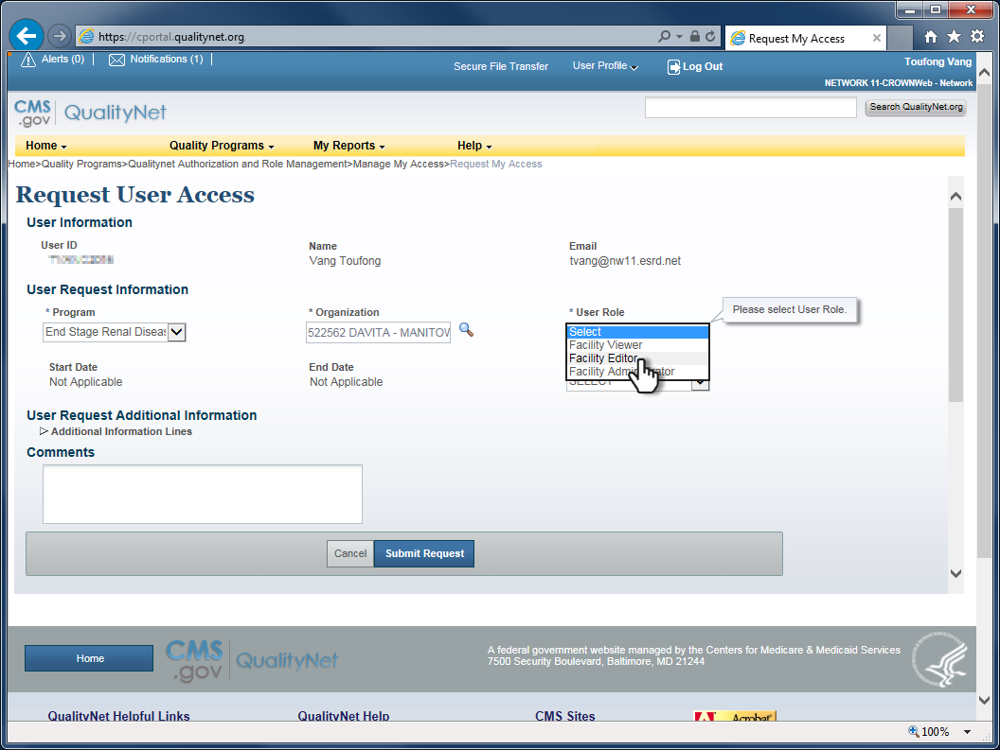 https://cportal.qualitynet.org
Request My Access
Alerts (0)
Notifications (1)
Secure File Transfer
User Profile
Log Out
Toufong Vang
NETWORK 11-CROWNWeb - Network
CMS
.gov
QualityNet
Search QualityNet.org
Home
Quality Programs
My Reports
Help
Home>Quality Programs>Qualitynet Authorization and Role Management>Manage My Access>Request My Access
Request User Access
User Information
User ID
Name
Email
Vang Toufong
tvang@nw11.esrd.net
User Request Information
* Program
* Organization
* User Role
Please select User Role.
End Stage Renal Diseas
522562 DAVITA - MANITOW
Select
Facility Viewer
Facility Editor
Facility Administrator
SELECT
Start Date
End Date
Not Applicable
Not Applicable
User Request Additional Information
Additional Information Lines
Comments
Cancel
Submit Request
Home
CMS
.gov
QualityNet
A federal government website managed by the Centers for Medicare & Medicaid Services
7500 Security Boulevard, Baltimore, MD 21244
QualityNet Helpful Links
QualityNet Help
CMS Sites
Acrobat
100%